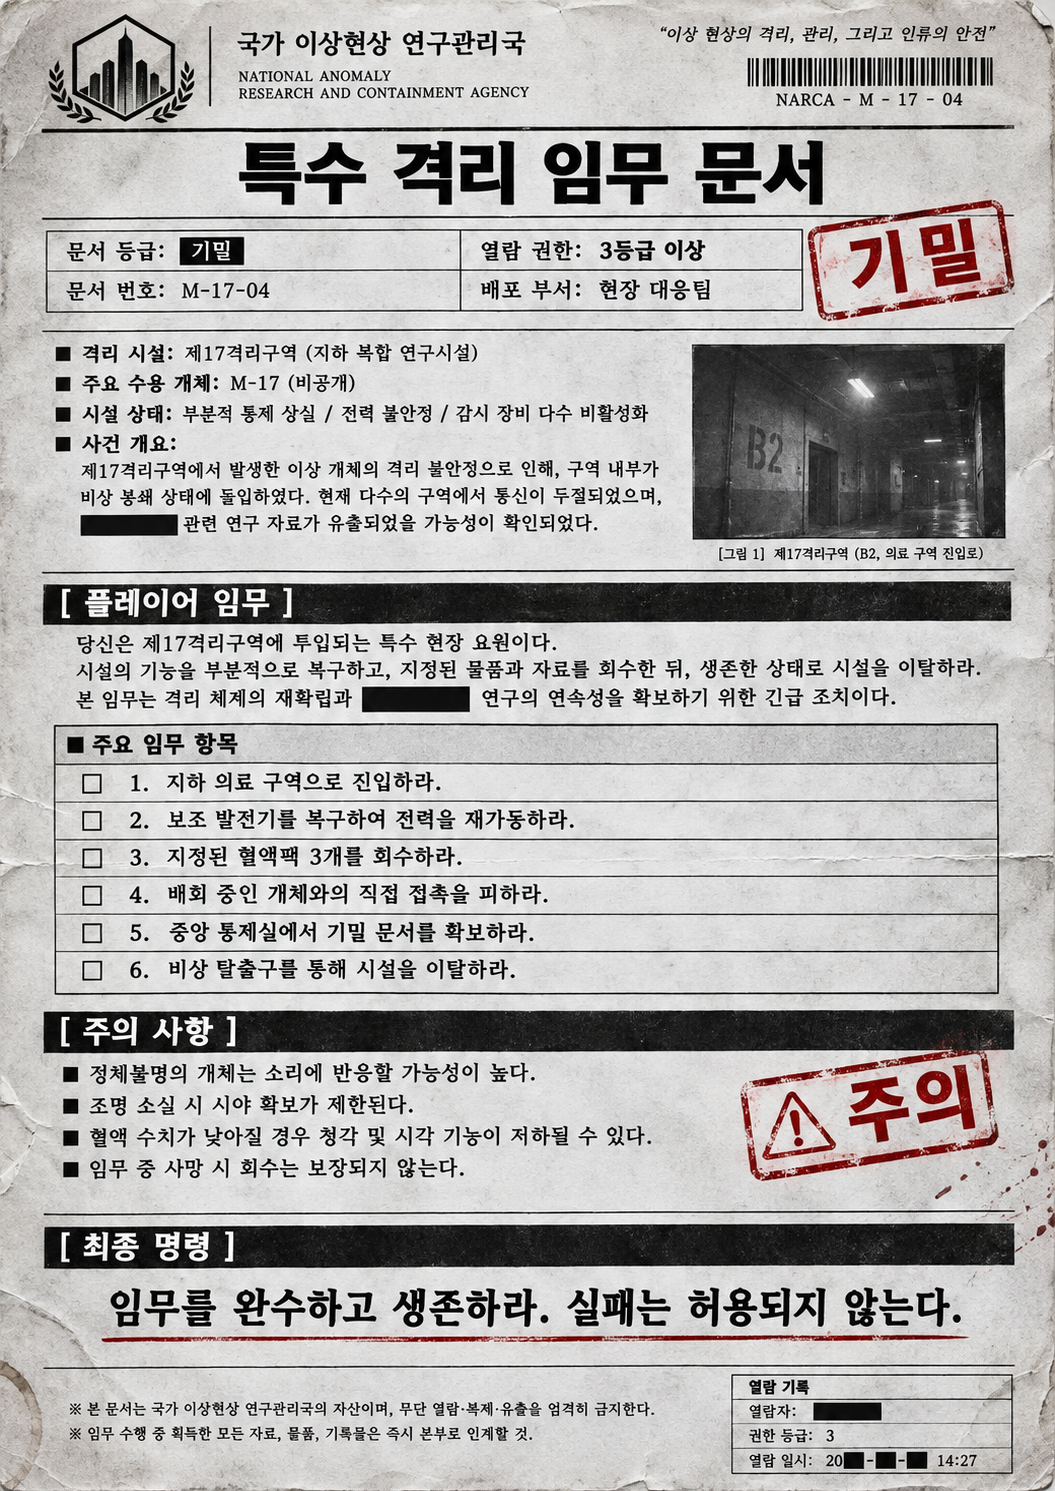 국가 이상현상 연구관리국
NATIONAL ANOMALY
RESEARCH AND CONTAINMENT AGENCY
“이상 현상의 격리, 관리, 그리고 인류의 안전”
NARCA - M - 17 - 04
특수 격리 임무 문서
문서 등급: 기밀
열람 권한: 3등급 이상
문서 번호: M-17-04
배포 부서: 현장 대응팀
기밀
■ 격리 시설: 제17격리구역 (지하 복합 연구시설)
■ 주요 수용 개체: M-17 (비공개)
■ 시설 상태: 부분적 통제 상실 / 전력 불안정 / 감시 장비 다수 비활성화
■ 사건 개요:
제17격리구역에서 발생한 이상 개체의 격리 불안정으로 인해, 구역 내부가
비상 봉쇄 상태에 돌입하였다. 현재 다수의 구역에서 통신이 두절되었으며,
관련 연구 자료가 유출되었을 가능성이 확인되었다.
B2
[그림 1] 제17격리구역 (B2, 의료 구역 진입로)
[ 플레이어 임무 ]
당신은 제17격리구역에 투입되는 특수 현장 요원이다.
시설의 기능을 부분적으로 복구하고, 지정된 물품과 자료를 회수한 뒤, 생존한 상태로 시설을 이탈하라.
본 임무는 격리 체제의 재확립과 연구의 연속성을 확보하기 위한 긴급 조치이다.
■ 주요 임무 항목
☐ 1. 지하 의료 구역으로 진입하라.
☐ 2. 보조 발전기를 복구하여 전력을 재가동하라.
☐ 3. 지정된 혈액팩 3개를 회수하라.
☐ 4. 배회 중인 개체와의 직접 접촉을 피하라.
☐ 5. 중앙 통제실에서 기밀 문서를 확보하라.
☐ 6. 비상 탈출구를 통해 시설을 이탈하라.
[ 주의 사항 ]
■ 정체불명의 개체는 소리에 반응할 가능성이 높다.
■ 조명 소실 시 시야 확보가 제한된다.
■ 혈액 수치가 낮아질 경우 청각 및 시각 기능이 저하될 수 있다.
■ 임무 중 사망 시 회수는 보장되지 않는다.
주의
[ 최종 명령 ]
임무를 완수하고 생존하라. 실패는 허용되지 않는다.
※ 본 문서는 국가 이상현상 연구관리국의 자산이며, 무단 열람·복제·유출을 엄격히 금지한다.
※ 임무 수행 중 획득한 모든 자료, 물품, 기록물은 즉시 본부로 인계할 것.
열람 기록
열람자:
권한 등급: 3
열람 일시: 20 - - 14:27